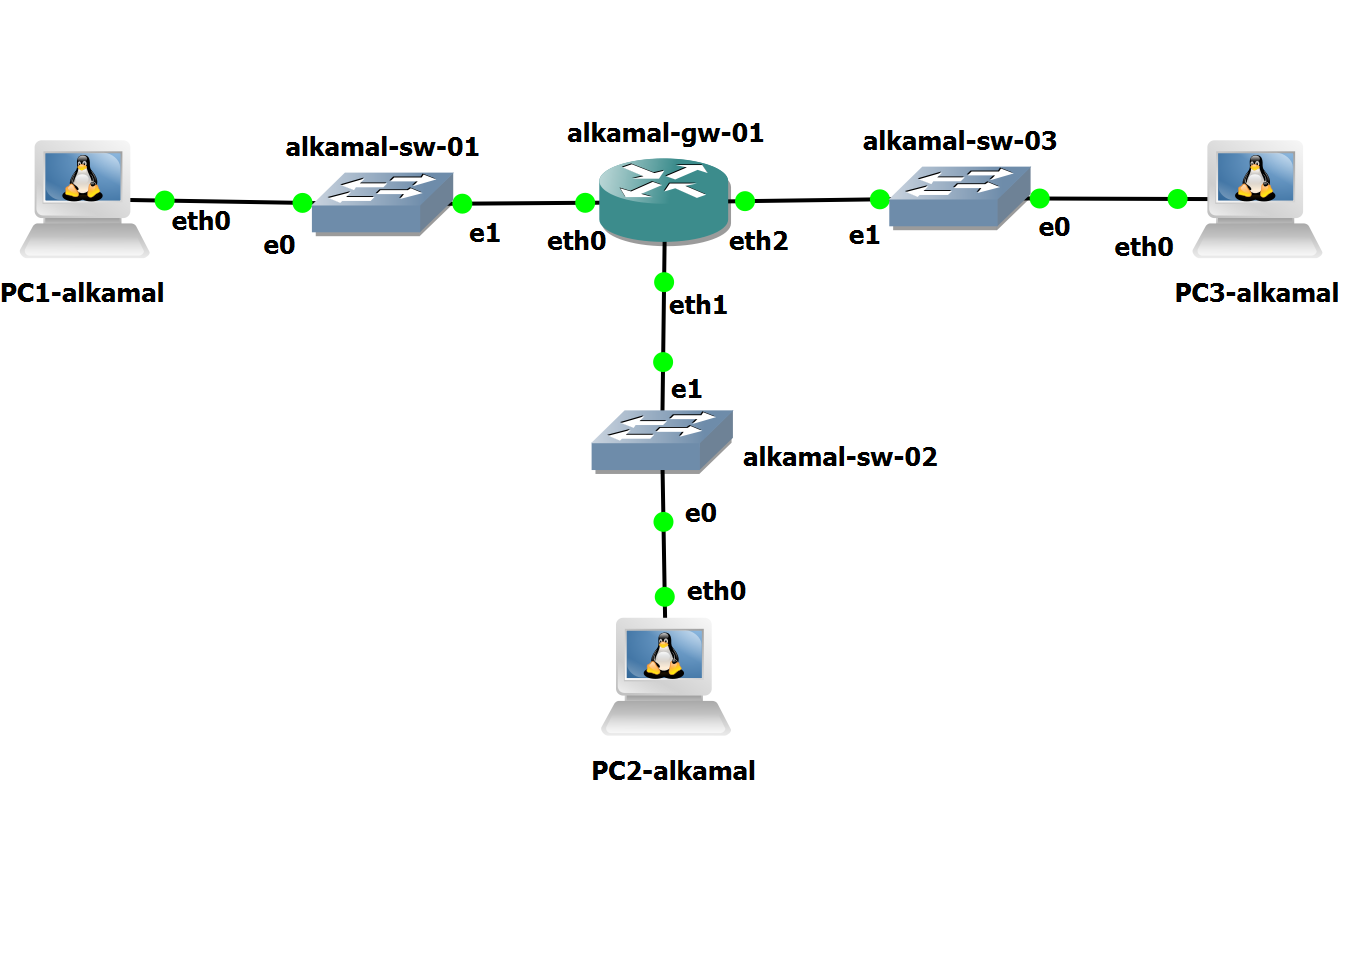 alkamal-gw-01
alkamal-sw-03
alkamal-sw-01
eth0
e0
e1
eth0
eth2
e1
e0
eth0
PC1-alkamal
PC3-alkamal
eth1
e1
alkamal-sw-02
e0
eth0
PC2-alkamal